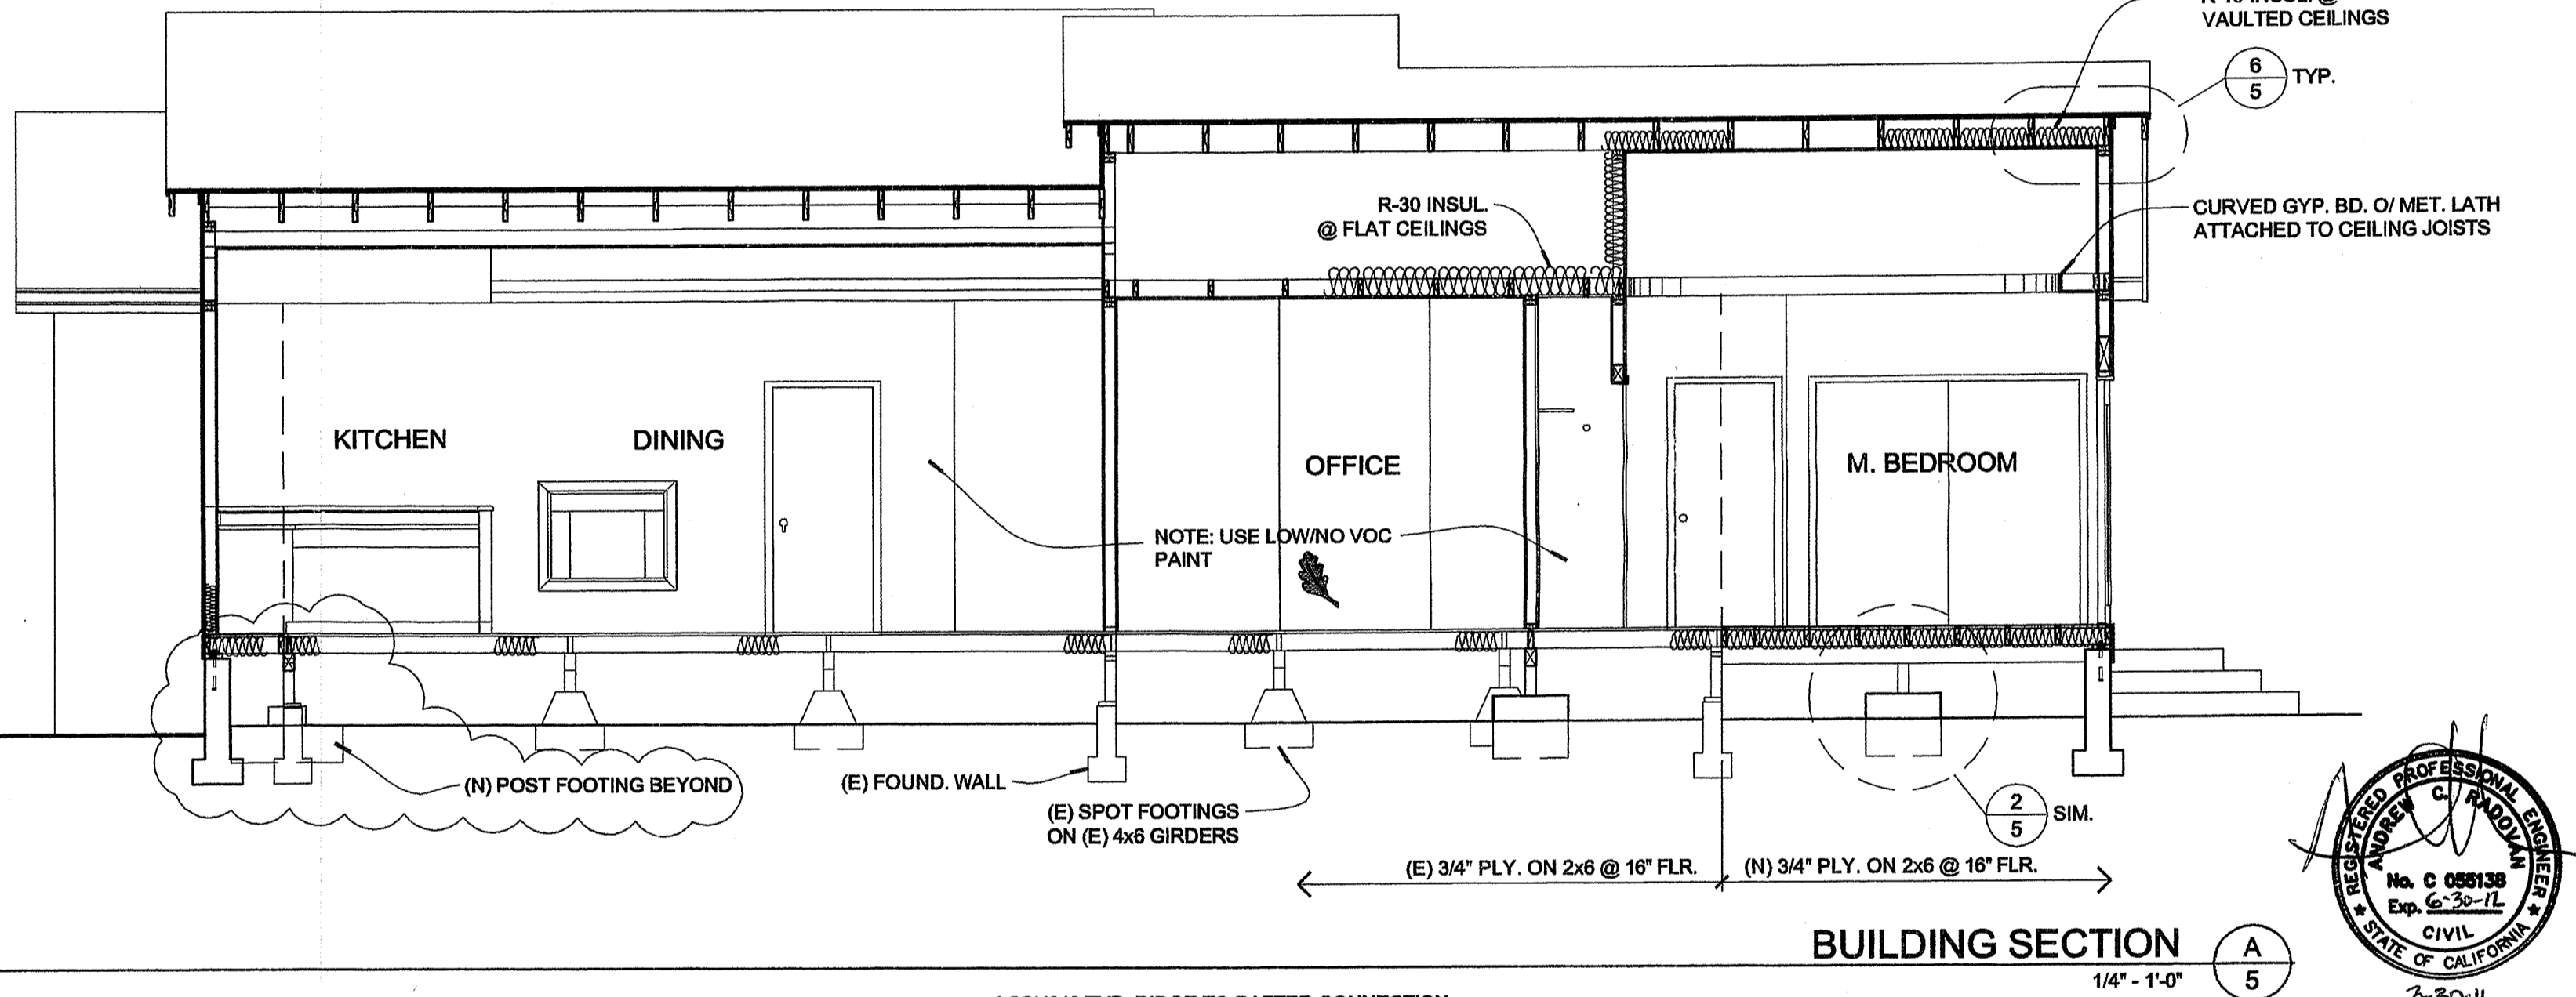 VAULTED CEILINGS
6
5
TYP.
R-30 INSUL.
@ FLAT CEILINGS
CURVED GYP. BD. O/ MET. LATH
ATTACHED TO CEILING JOISTS
KITCHEN
DINING
OFFICE
M. BEDROOM
NOTE: USE LOW/NO VOC
PAINT
(N) POST FOOTING BEYOND
(E) FOUND. WALL
(E) SPOT FOOTINGS
ON (E) 4x6 GIRDERS
2
5
SIM.
(E) 3/4" PLY. ON 2x6 @ 16" FLR.
(N) 3/4" PLY. ON 2x6 @ 16" FLR.
BUILDING SECTION
1/4" - 1'-0"
A
5
REGISTERED PROFESSIONAL ENGINEER
ANDREW C. RADOVAN
No. C 055138
Exp. 6-30-12
CIVIL
STATE OF CALIFORNIA
3-30-11